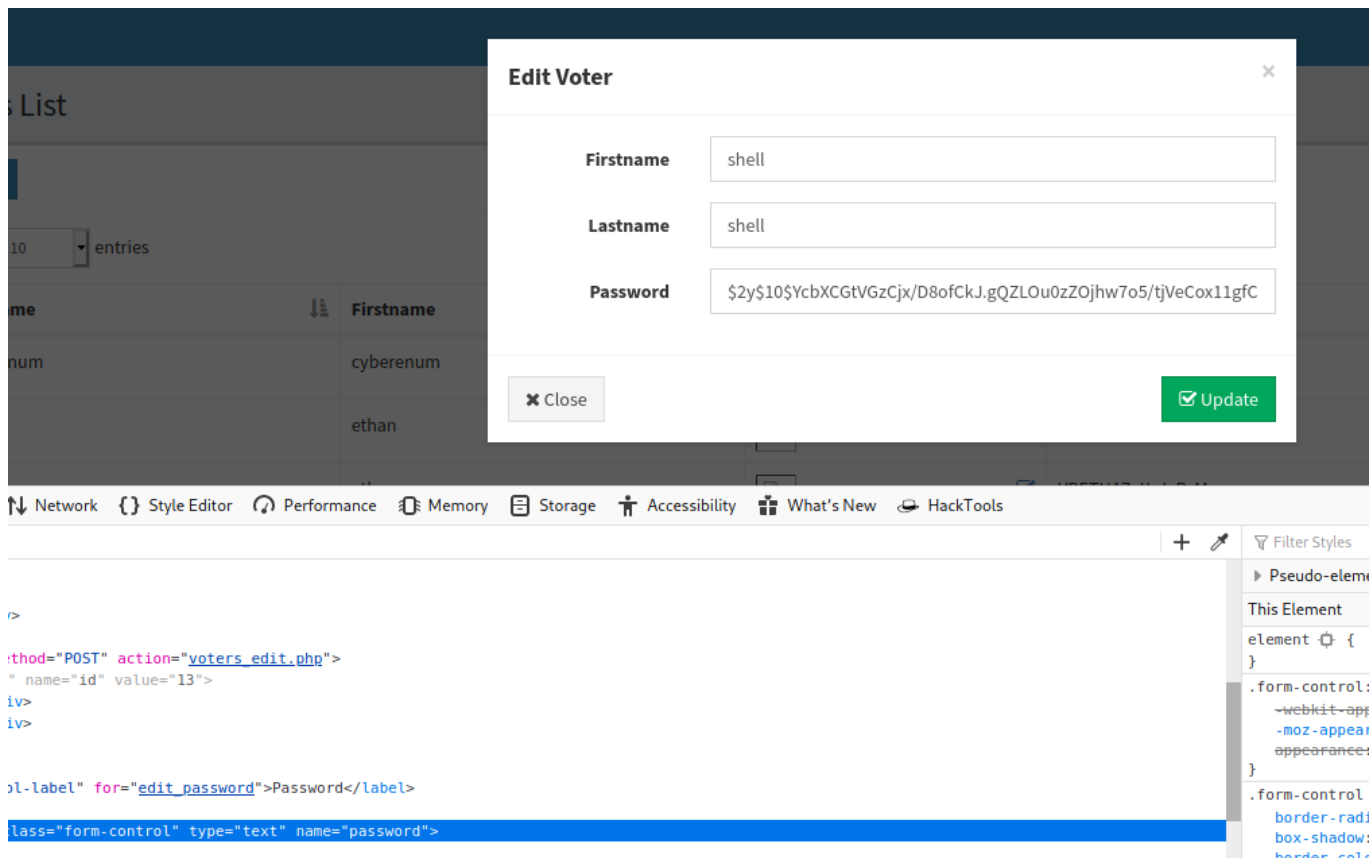 Edit Voter
×
s List
Firstname shell
Lastname shell
10 entries
Password $2y$10$YcbXCGtVGzCjx/D8ofCkJ.gQZLOu0zZOjhw7o5/tjVeCox11gfC
me Firstname
num cyberenum
Close Update
ethan
Network {} Style Editor Performance Memory Storage Accessibility What's New HackTools
+ Filter Styles
Pseudo-eleme
v>
This Element
element {
thod="POST" action="voters_edit.php">
}
" name="id" value="13">
.form-control:
iv>
-webkit-app
iv>
-moz-appear
appearance:
}
ol-label" for="edit_password">Password</label>
.form-control
border-radi
lass="form-control" type="text" name="password">
box-shadow:
border-colo